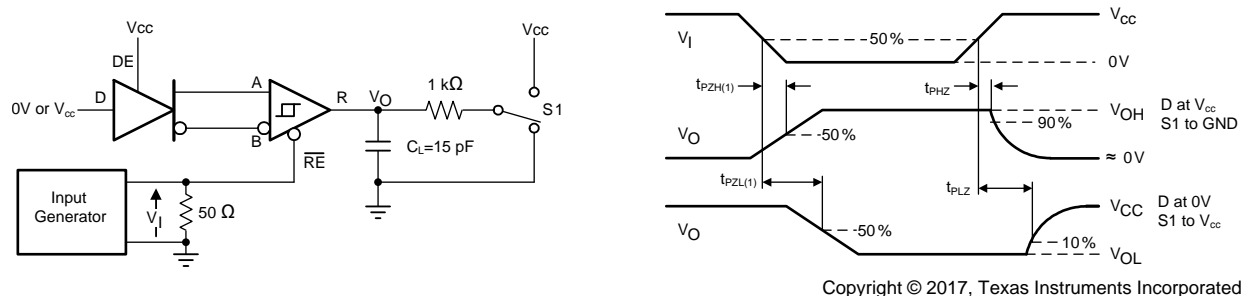 Vcc
DE
D
0V or Vcc
A
B
R
VO
RE
1 kΩ
Vcc
S1
CL=15 pF
Input
Generator
VI
50 Ω
VI
50%
Vcc
0V
tPZH(1)
tPHZ
VO
50%
90%
VOH
≈ 0V
D at Vcc
S1 to GND
tPZL(1)
tPLZ
VO
50%
10%
VCC
VOL
D at 0V
S1 to Vcc
Copyright © 2017, Texas Instruments Incorporated